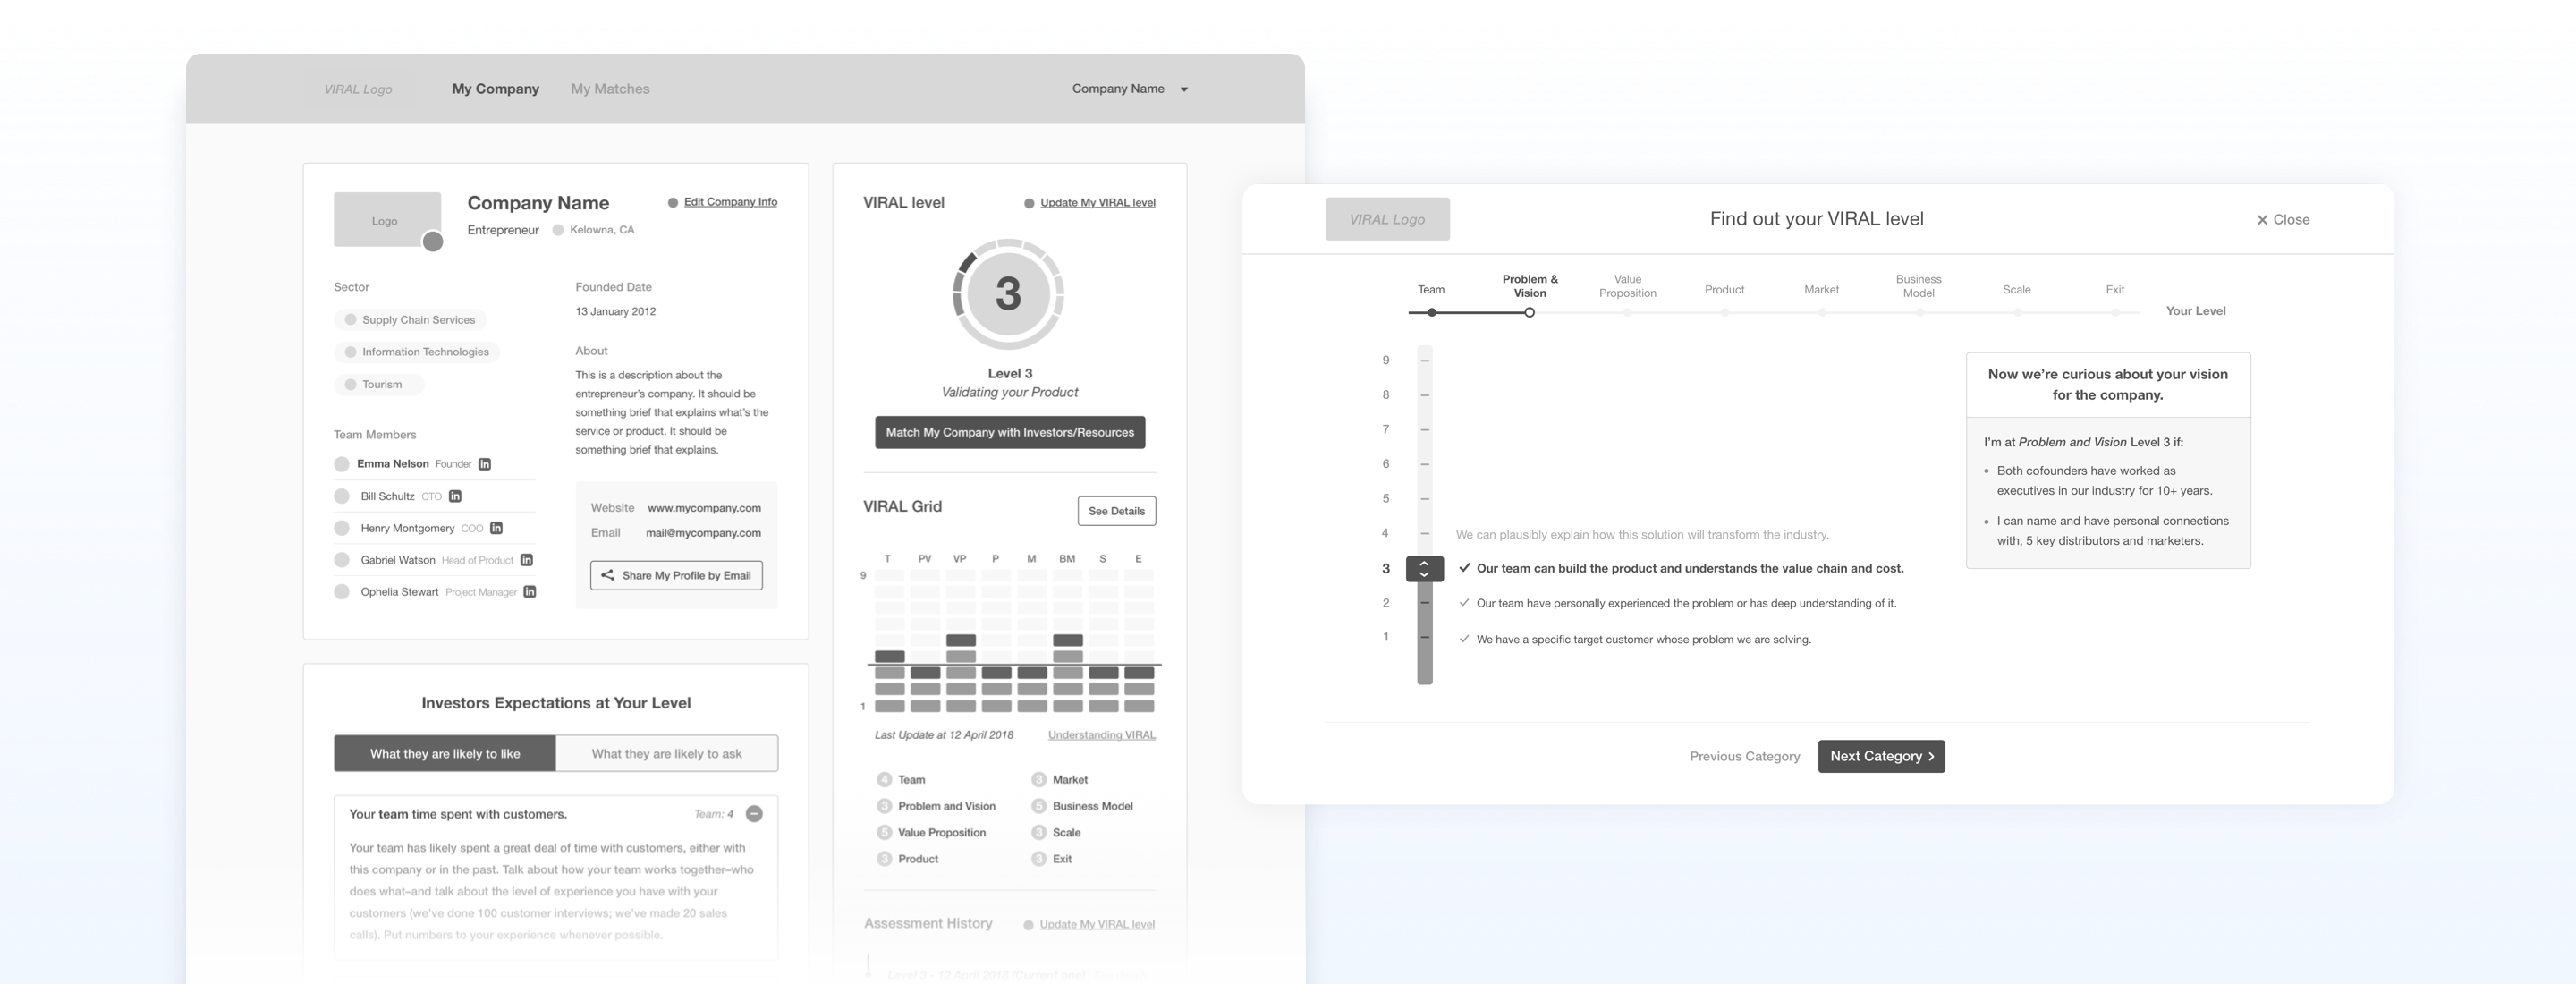 VIRAL Logo
My Company
My Matches
Company Name
Logo
Company Name
Edit Company Info
Entrepreneur
Kelowna, CA
Sector
Supply Chain Services
Information Technologies
Tourism
Team Members
Emma Nelson Founder in
Bill Schultz CTO in
Henry Montgomery COO in
Gabriel Watson Head of Product in
Ophelia Stewart Project Manager in
Founded Date
13 January 2012
About
This is a description about the
entrepreneur’s company. It should be
something brief that explains what’s the
service or product. It should be
something brief that explains.
Website www.mycompany.com
Email mail@mycompany.com
Share My Profile by Email
Investors Expectations at Your Level
What they are likely to like
What they are likely to ask
Your team time spent with customers.
Team: 4
Your team has likely spent a great deal of time with customers, either with
this company or in the past. Talk about how your team works together–who
does what–and talk about the level of experience you have with your
customers (we’ve done 100 customer interviews; we’ve made 20 sales
calls). Put numbers to your experience whenever possible.
VIRAL level
Update My VIRAL level
3
Level 3
Validating your Product
Match My Company with Investors/Resources
VIRAL Grid
See Details
T PV VP P M BM S E
9
1
Last Update at 12 April 2018
Understanding VIRAL
4 Team
3 Problem and Vision
5 Value Proposition
3 Product
3 Market
5 Business Model
3 Scale
3 Exit
Assessment History
Update My VIRAL level
Level 3 - 12 April 2018 (Current one)
VIRAL Logo
Find out your VIRAL level
Close
Team
Problem &
Vision
Value
Proposition
Product
Market
Business
Model
Scale
Exit
Your Level
9
8
7
6
5
4 We can plausibly explain how this solution will transform the industry.
3 Our team can build the product and understands the value chain and cost.
2 Our team have personally experienced the problem or has deep understanding of it.
1 We have a specific target customer whose problem we are solving.
Now we’re curious about your vision
for the company.
I’m at Problem and Vision Level 3 if:
• Both cofounders have worked as
executives in our industry for 10+ years.
• I can name and have personal connections
with, 5 key distributors and marketers.
Previous Category
Next Category